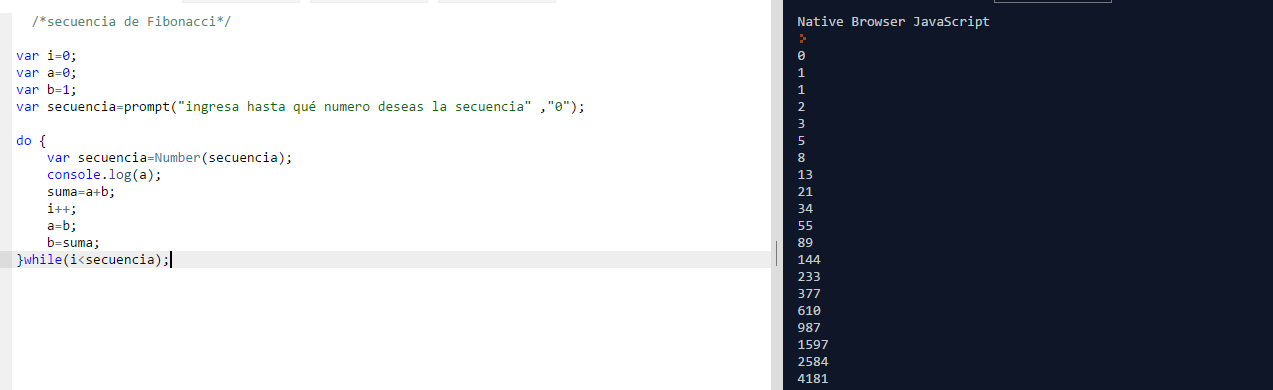 /*secuencia de Fibonacci*/
var i=0;
var a=0;
var b=1;
var secuencia=prompt("ingresa hasta qué numero deseas la secuencia" ,"0");
do {
var secuencia=Number(secuencia);
console.log(a);
suma=a+b;
i++;
a=b;
b=suma;
}while(i<secuencia);
Native Browser JavaScript
0
1
1
2
3
5
8
13
21
34
55
89
144
233
377
610
987
1597
2584
4181